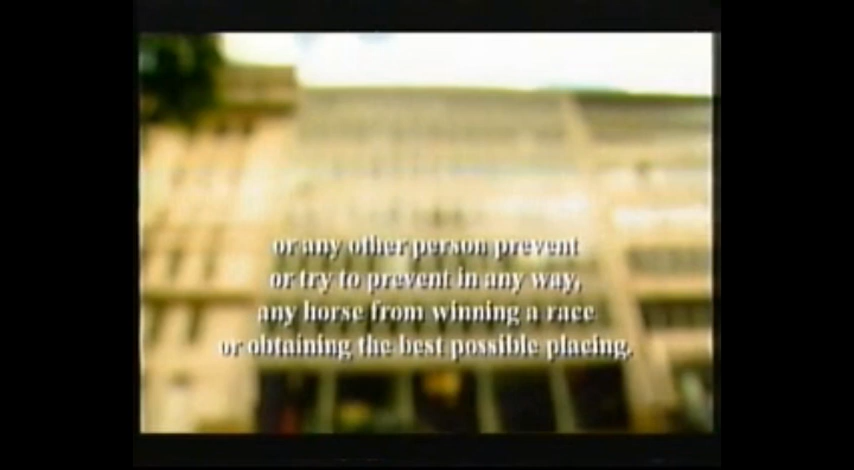 or any other person prevent
or try to prevent in any way,
any horse from winning a race
or obtaining the best possible placing.